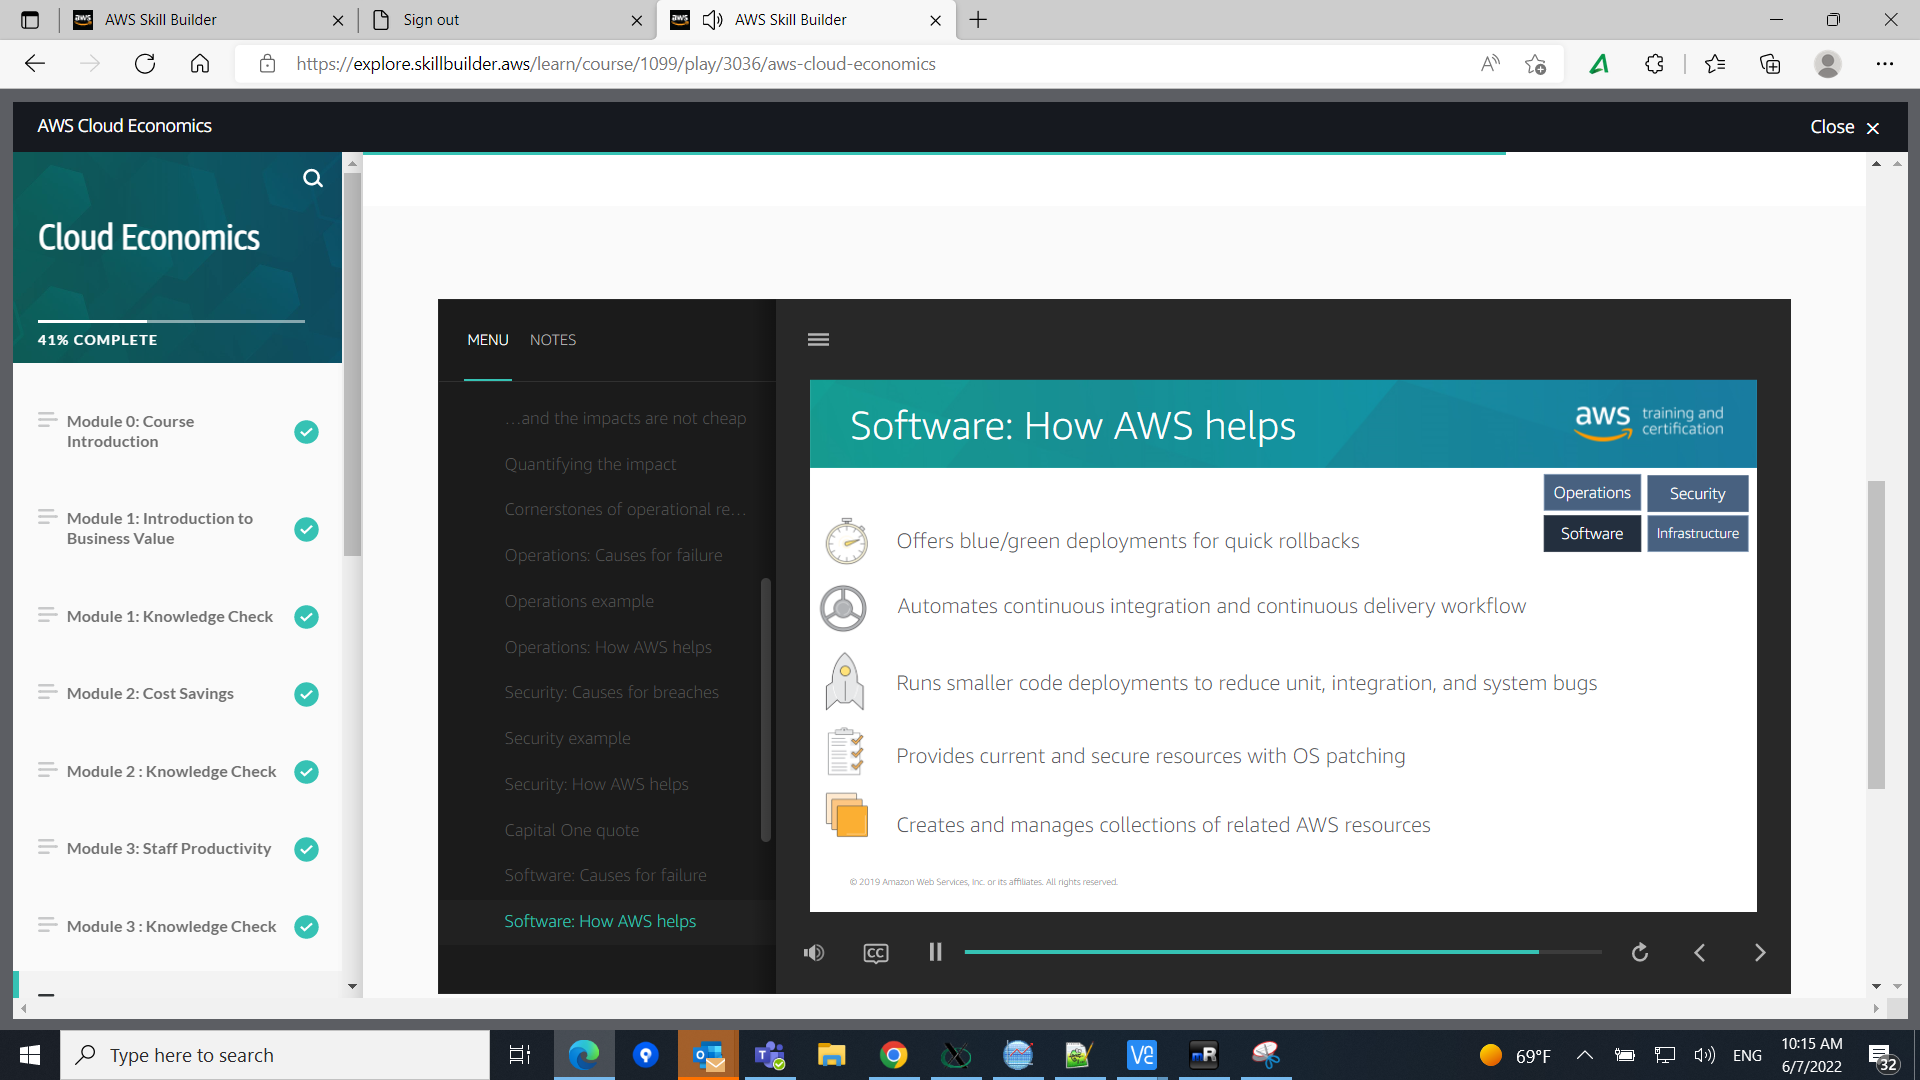 AWS Skill Builder
Sign out
AWS Skill Builder
https://explore.skillbuilder.aws/learn/course/1099/play/3036/aws-cloud-economics
AWS Cloud Economics
Close
Cloud Economics
41% COMPLETE
Module 0: Course
Introduction
Module 1: Introduction to
Business Value
Module 1: Knowledge Check
Module 2: Cost Savings
Module 2 : Knowledge Check
Module 3: Staff Productivity
Module 3 : Knowledge Check
MENU
NOTES
...and the impacts are not cheap
Quantifying the impact
Cornerstones of operational re...
Operations: Causes for failure
Operations example
Operations: How AWS helps
Security: Causes for breaches
Security example
Security: How AWS helps
Capital One quote
Software: Causes for failure
Software: How AWS helps
Software: How AWS helps
aws training and
certification
Operations
Security
Software
Infrastructure
Offers blue/green deployments for quick rollbacks
Automates continuous integration and continuous delivery workflow
Runs smaller code deployments to reduce unit, integration, and system bugs
Provides current and secure resources with OS patching
Creates and manages collections of related AWS resources
© 2019 Amazon Web Services, Inc. or its affiliates. All rights reserved.
CC
Type here to search
69°F
ENG
10:15 AM
6/7/2022
32